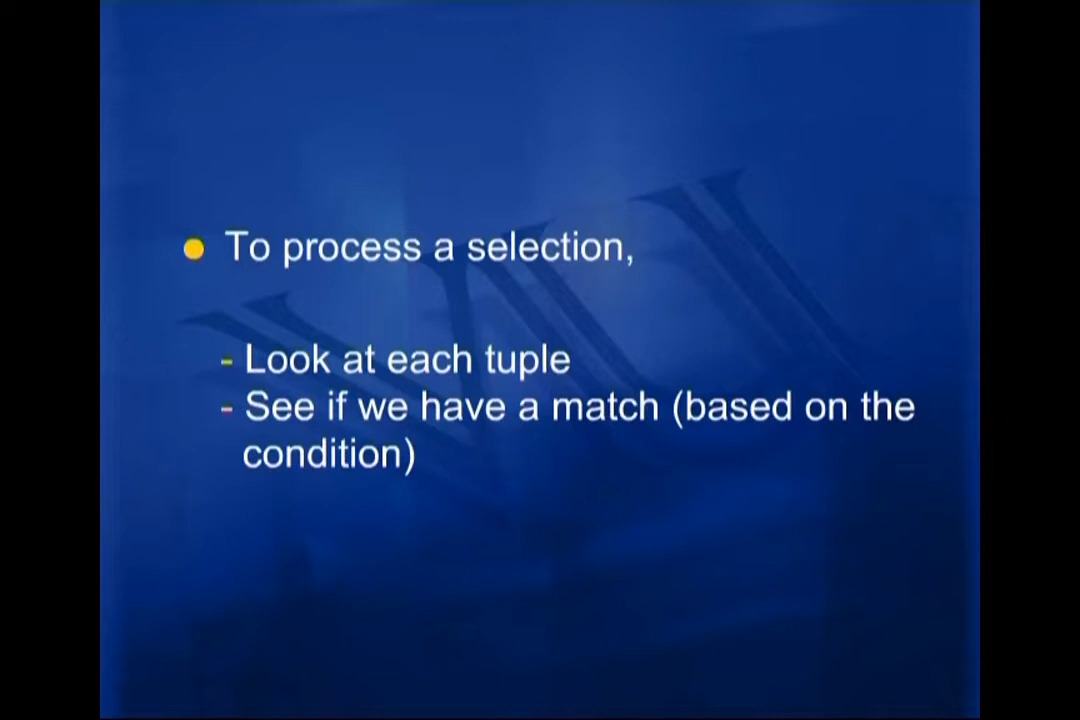 To process a selection,
- Look at each tuple
- See if we have a match (based on the
condition)